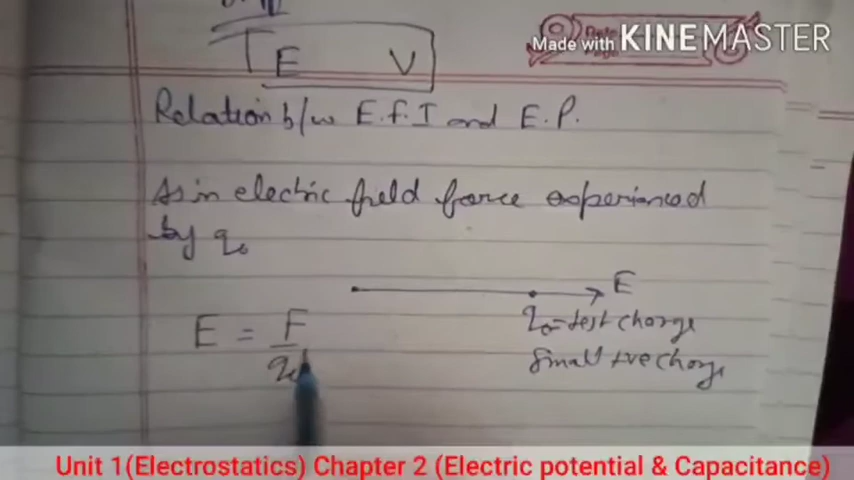 E V
Made with KINEMASTER
Relation b/w E.f.I and E.P.
As in electric field force experienced
by q₀
E
q₀=test charge
E = F
q₀
small +ve charge
Unit 1(Electrostatics) Chapter 2 (Electric potential & Capacitance)